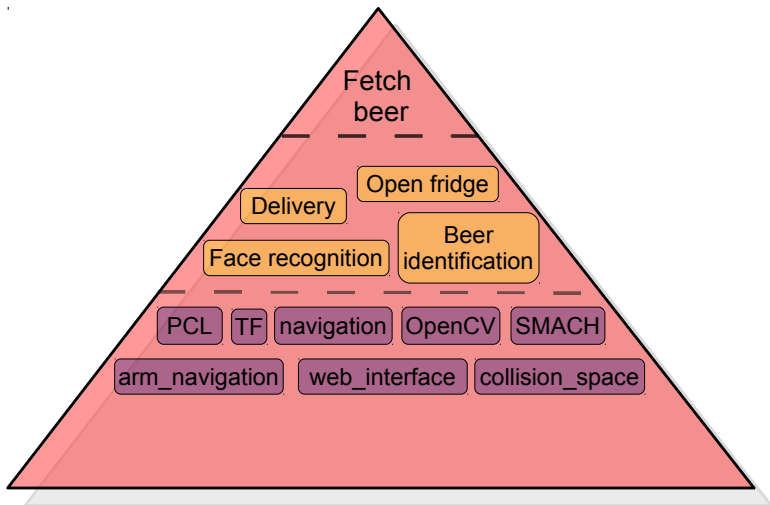 Fetch
beer
Open fridge
Delivery
Beer
identification
Face recognition
PCL
TF
navigation
OpenCV
SMACH
arm_navigation
web_interface
collision_space